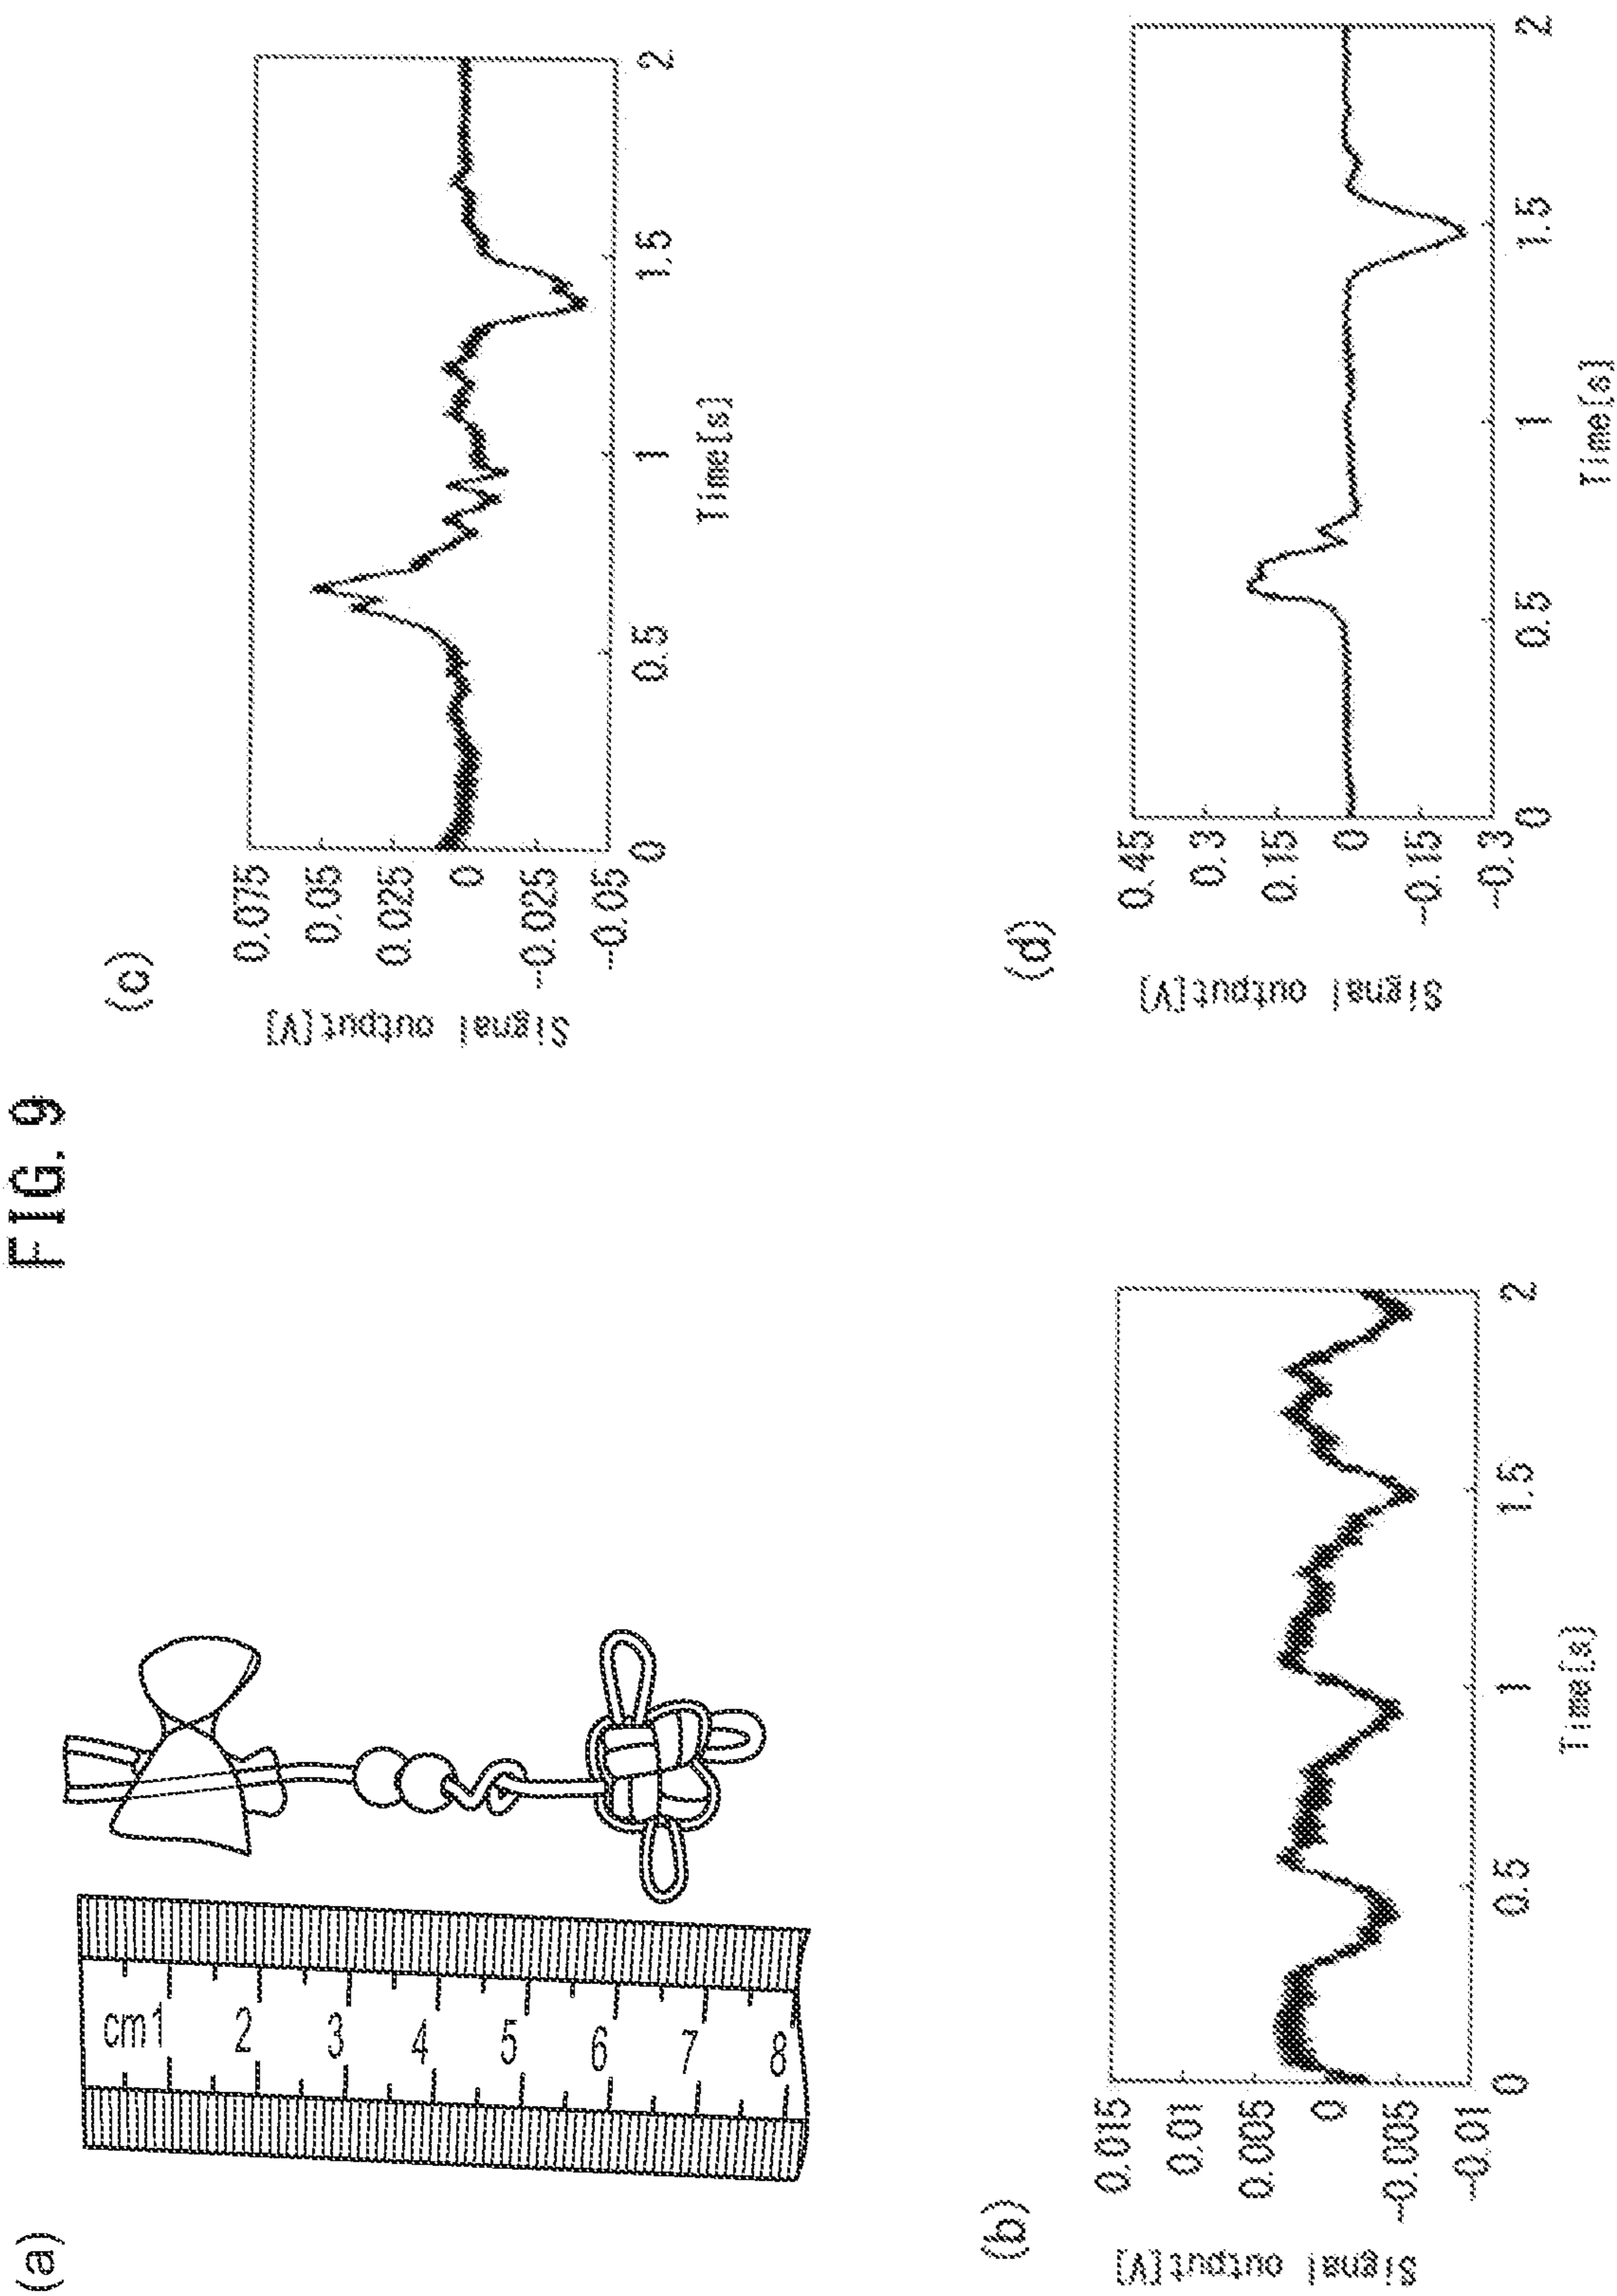 FIG. 9
(a)
cm1 2 3 4 5 6 7 8
(b)
Signal output[V]
0.015
0.01
0.005
0
-0.005
-0.01
0 0.5 1 1.5 2
Time[s]
(c)
Signal output[V]
0.075
0.05
0.025
0
-0.025
-0.05
0 0.5 1 1.5 2
Time[s]
(d)
Signal output[V]
0.45
0.3
0.15
0
-0.15
-0.3
0 0.5 1 1.5 2
Time[s]